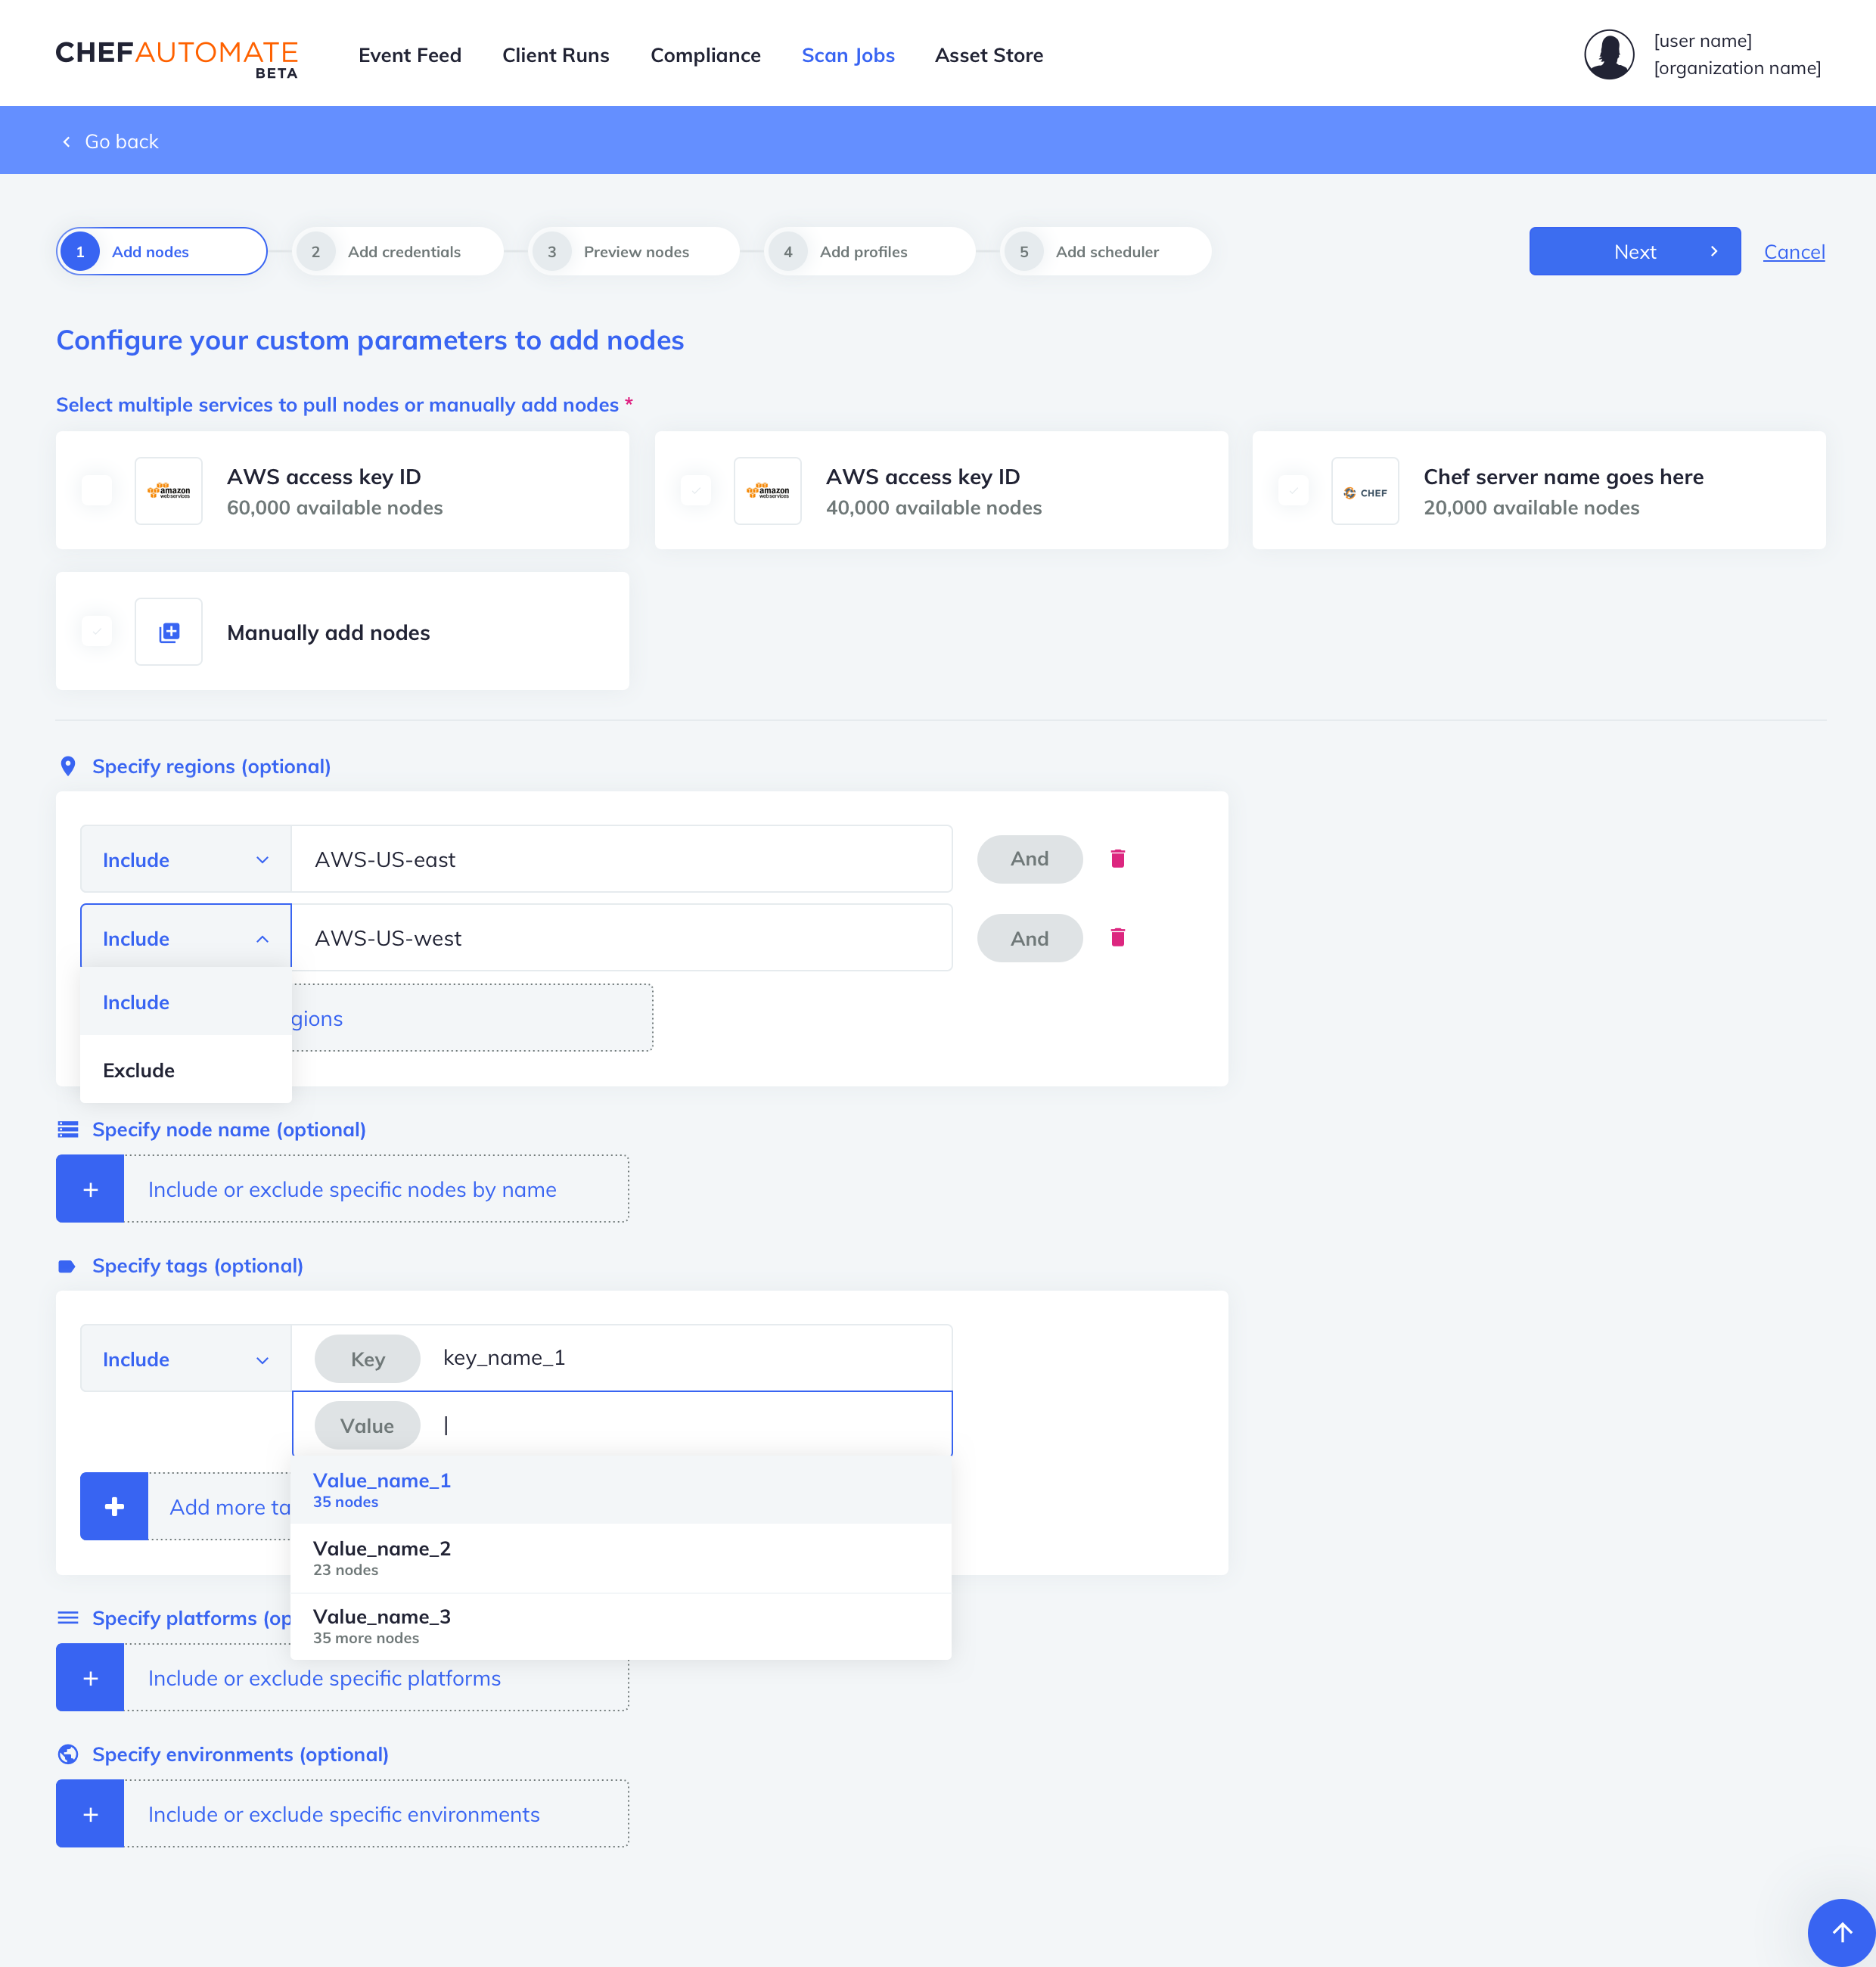 CHEFAUTOMATE
BETA
Event Feed Client Runs Compliance Scan Jobs Asset Store
[user name]
[organization name]
Go back
1 Add nodes 2 Add credentials 3 Preview nodes 4 Add profiles 5 Add scheduler Next Cancel
Configure your custom parameters to add nodes
Select multiple services to pull nodes or manually add nodes *
amazon
webservices
AWS access key ID
60,000 available nodes
amazon
webservices
AWS access key ID
40,000 available nodes
CHEF
Chef server name goes here
20,000 available nodes
Manually add nodes
Specify regions (optional)
Include AWS-US-east And
Include AWS-US-west And
Include
gions
Exclude
Specify node name (optional)
+ Include or exclude specific nodes by name
Specify tags (optional)
Include Key key_name_1
Value |
Value_name_1
35 nodes
Add more ta
Value_name_2
23 nodes
Value_name_3
35 more nodes
Specify platforms (op
+ Include or exclude specific platforms
Specify environments (optional)
+ Include or exclude specific environments